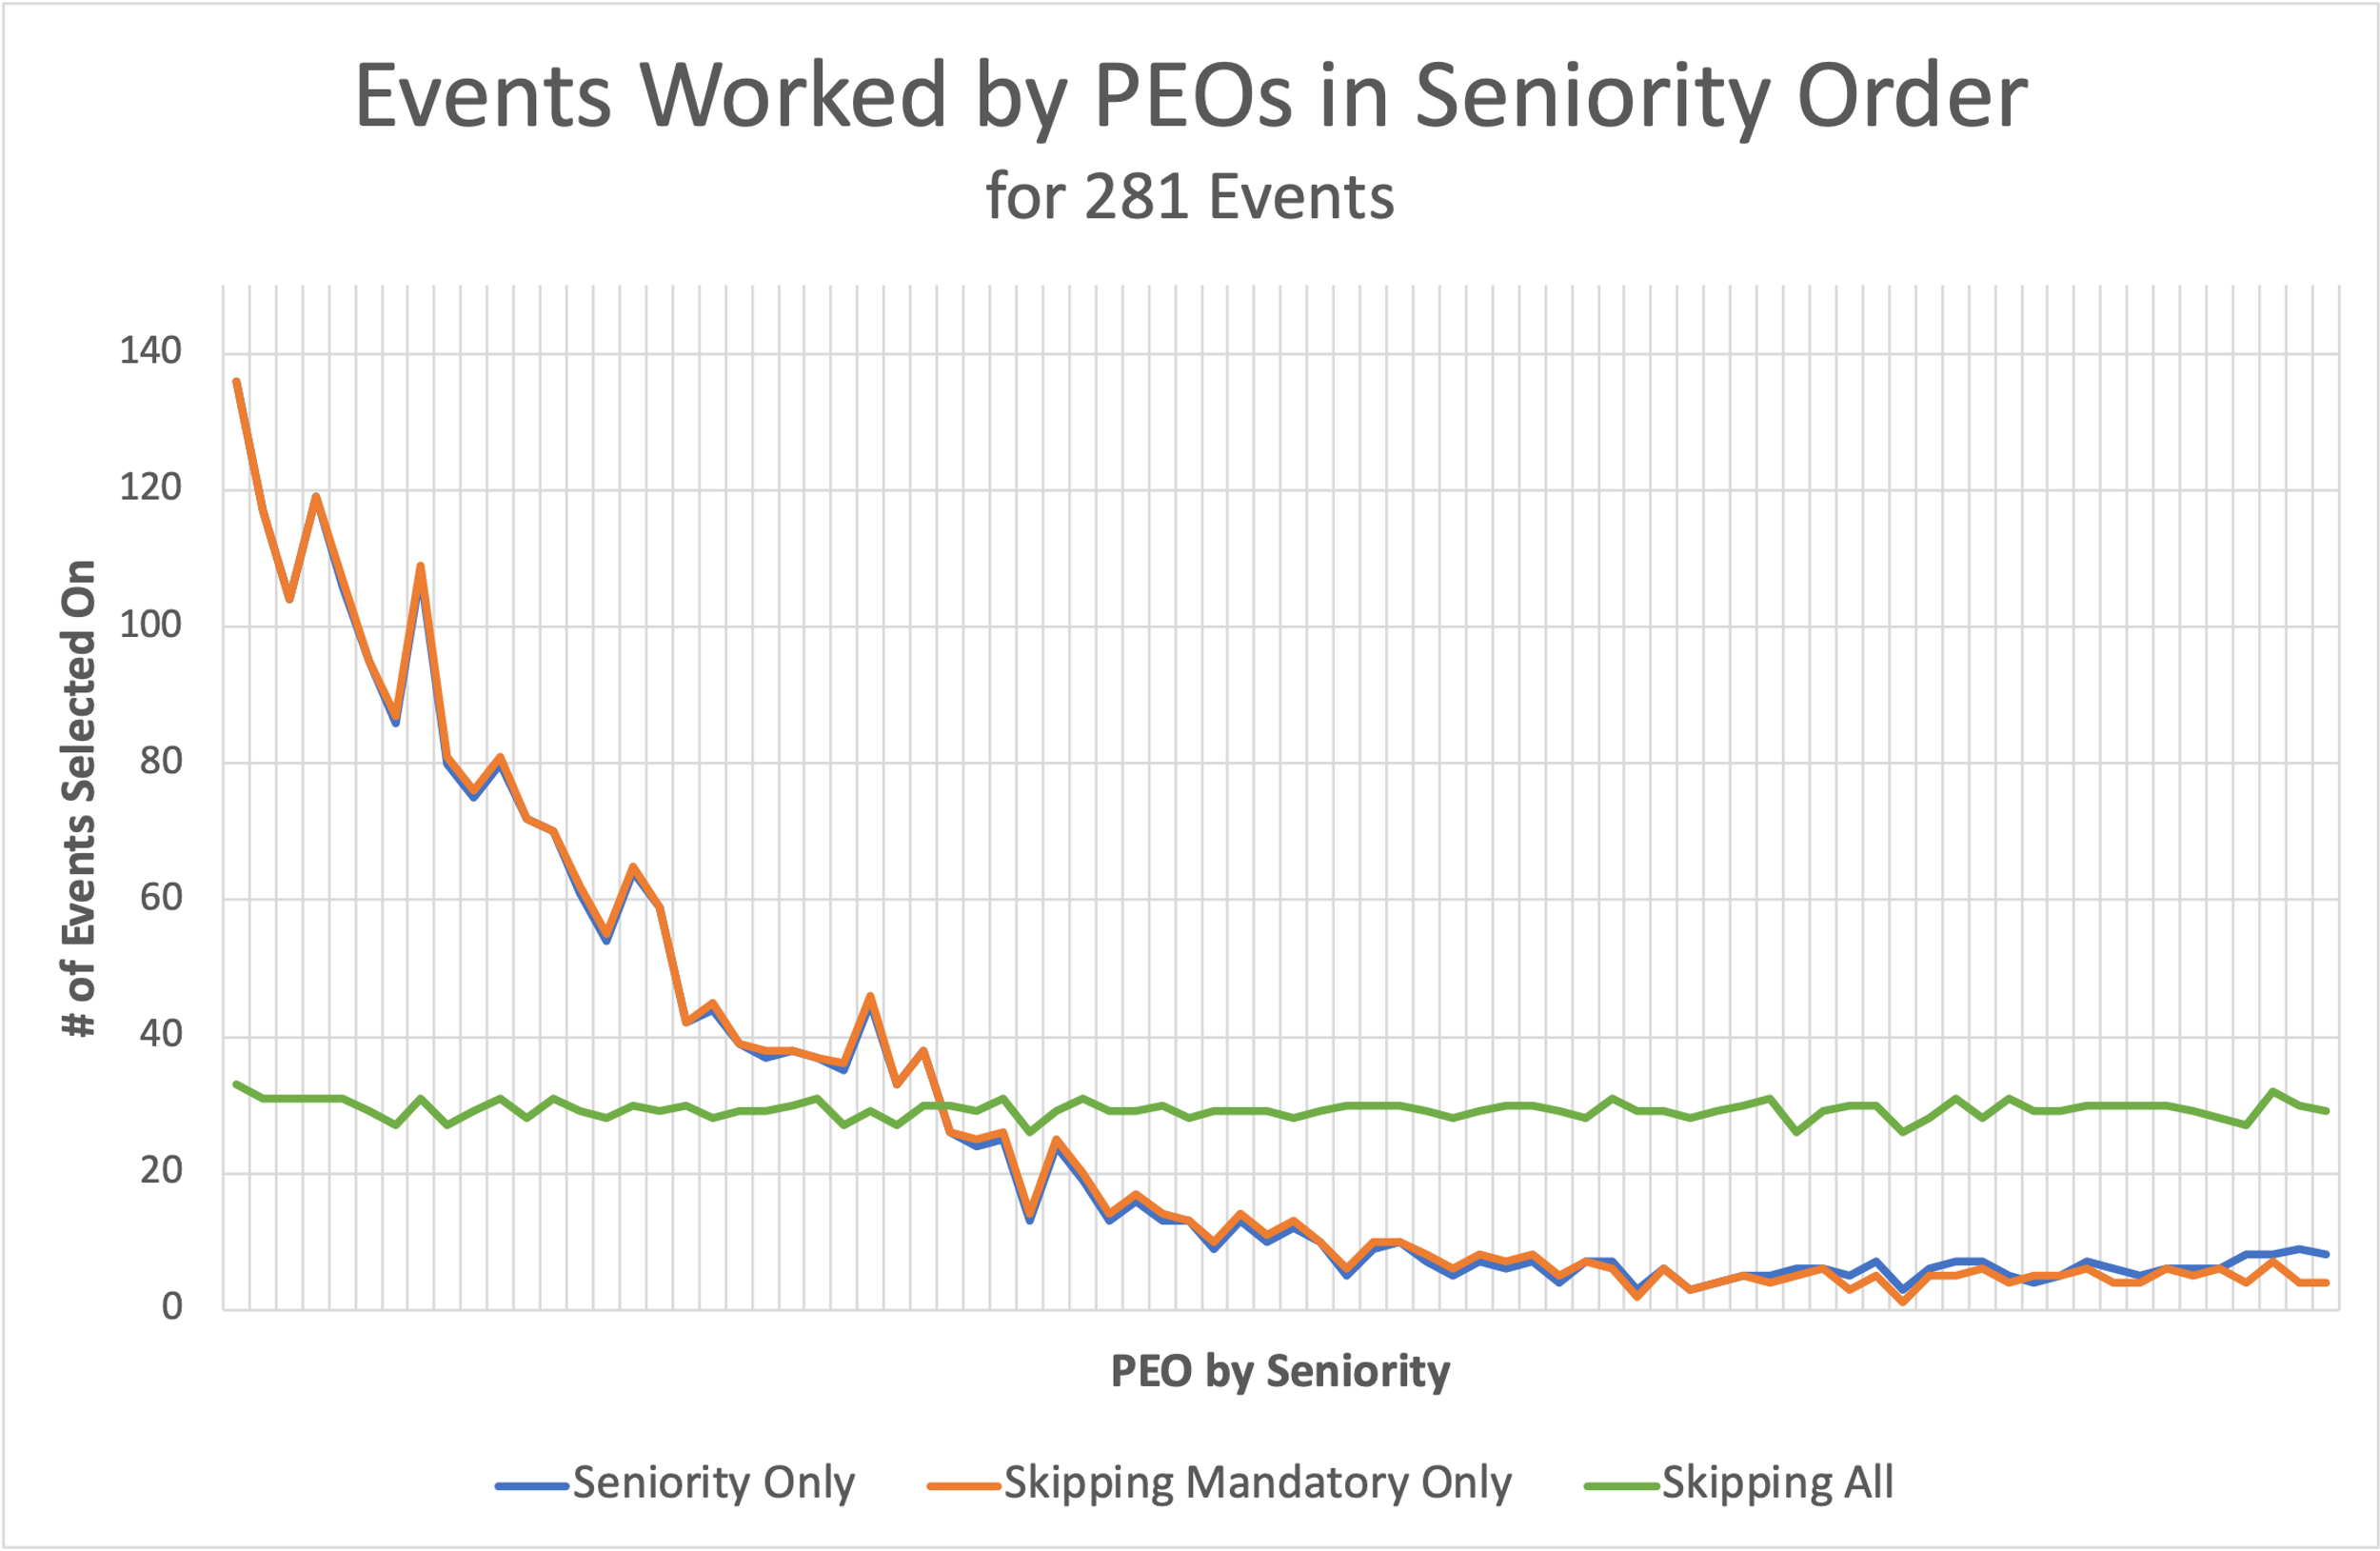 Events Worked by PEOs in Seniority Order
for 281 Events
140
120
100
80
60
40
20
0
# of Events Selected On
PEO by Seniority
Seniority Only
Skipping Mandatory Only
Skipping All